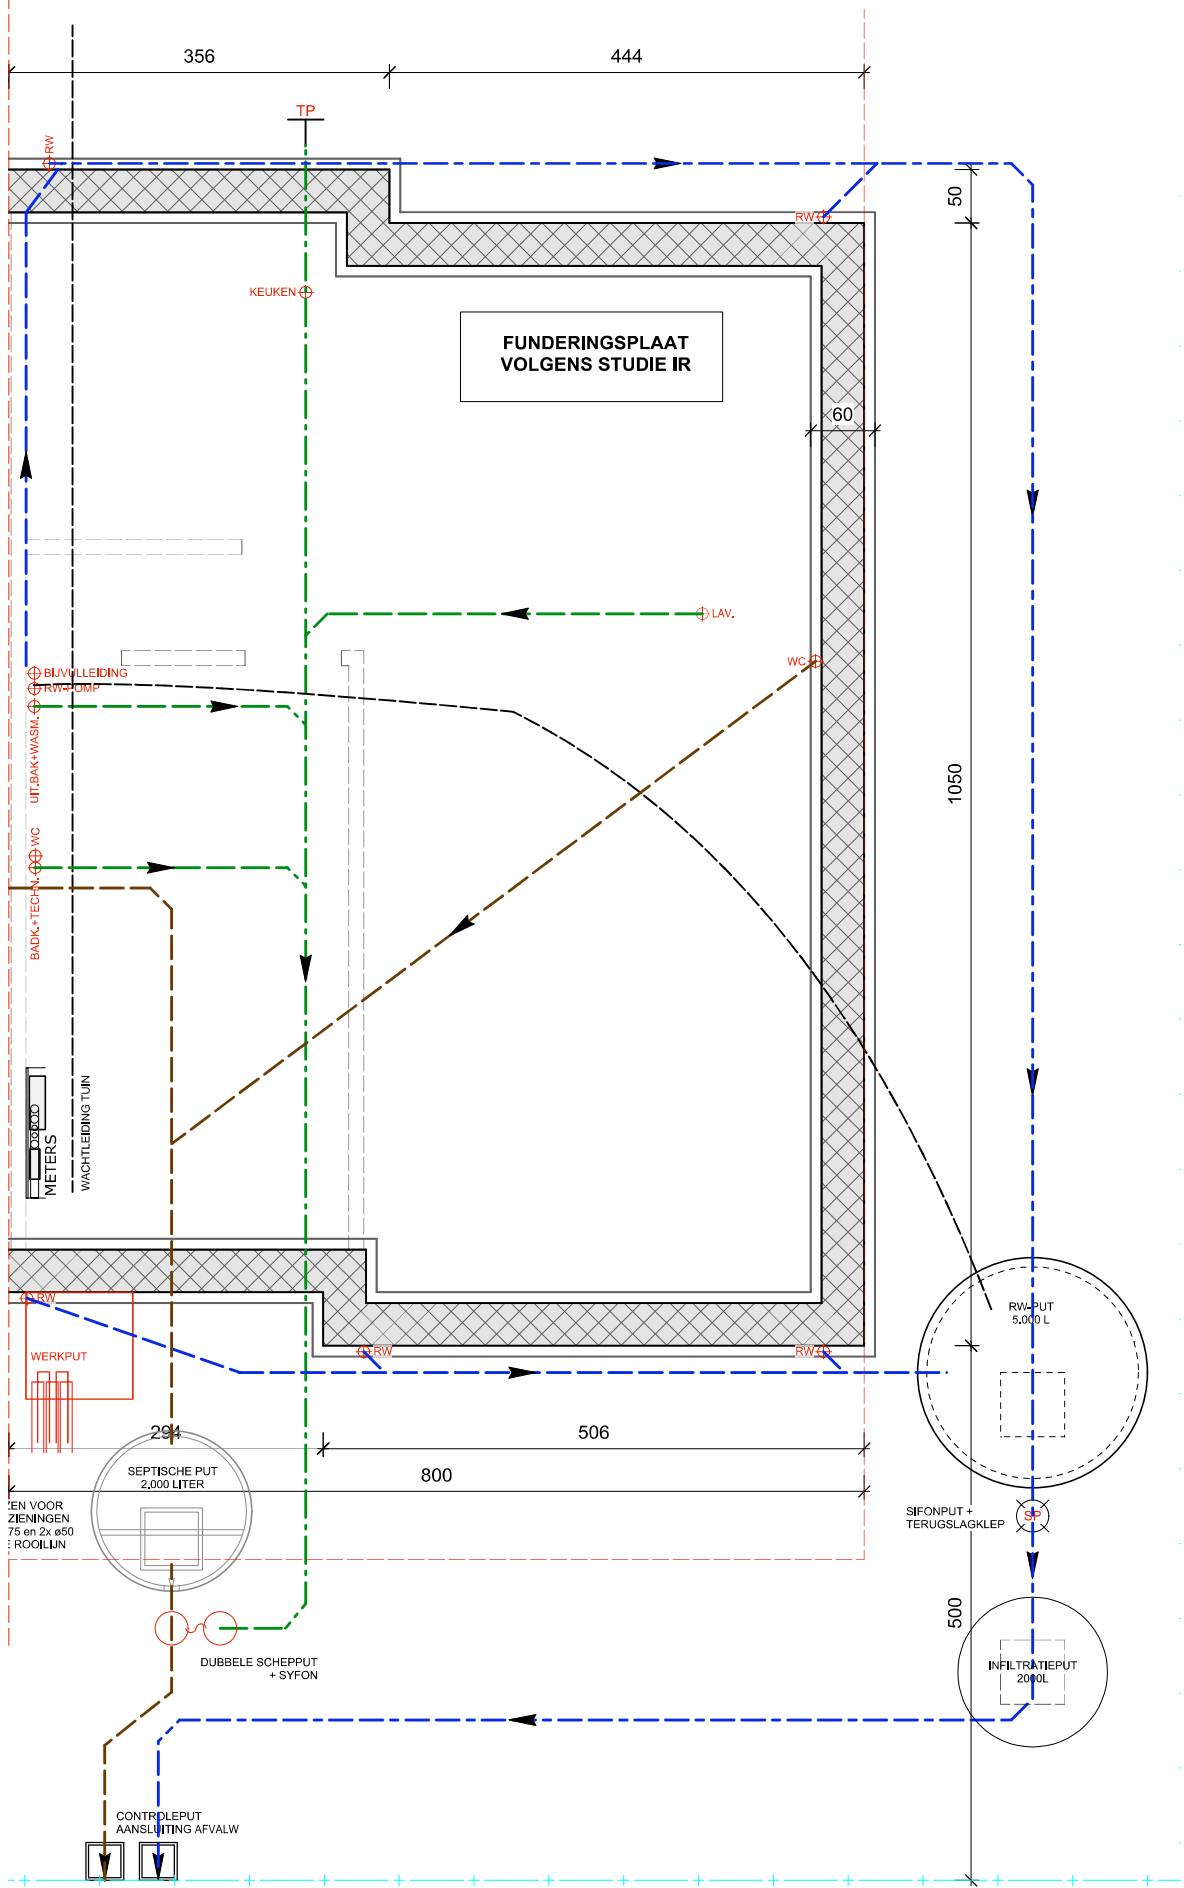 356
444
TP
RW
50
RW
KEUKEN
FUNDERINGSPLAAT
VOLGENS STUDIE IR
60
LAV.
WC
BIJVULLEIDING
RW-POMP
UIT.BAK+WASM.
1050
WC
BADK.+TECHN.
METERS
WACHTLEIDING TUIN
RW
RW-PUT
5.000 L
RW
RW
WERKPUT
294
506
800
SEPTISCHE PUT
2.000 LITER
ZEN VOOR
ZIENINGEN
75 en 2x ø50
E ROOILIJN
SIFONPUT +
TERUGSLAGKLEP
SP
500
DUBBELE SCHEPPUT
+ SYFON
INFILTRATIEPUT
2000L
CONTROLEPUT
AANSLUITING AFVALW